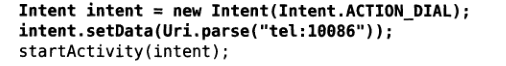 Intent intent = new Intent(Intent.ACTION_DIAL);
intent.setData(Uri.parse("tel:10086"));
startActivity(intent);